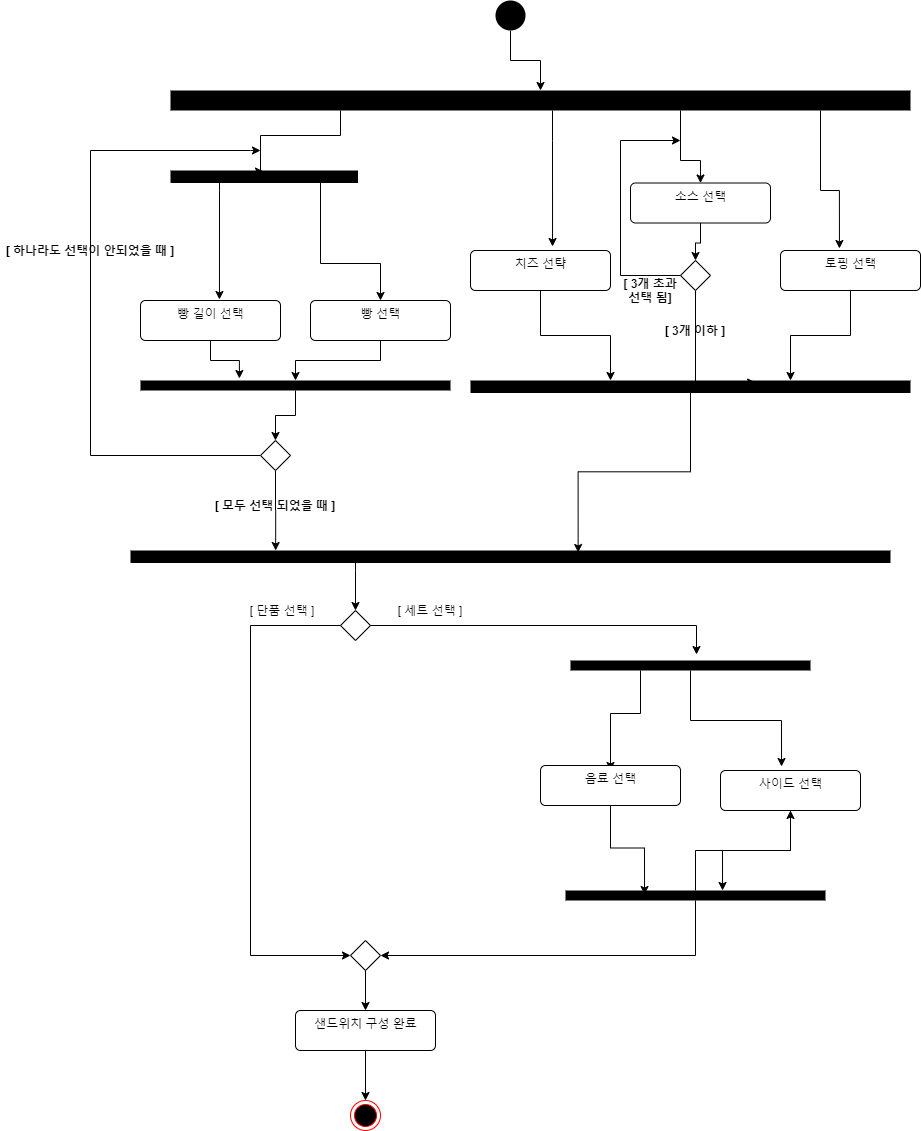 소스 선택
[ 하나라도 선택이 안되었을 때 ]
치즈 선택
토핑 선택
[ 3개 초과
선택 됨]
빵 길이 선택
빵 선택
[ 3개 이하 ]
[ 모두 선택 되었을 때 ]
[ 단품 선택 ]
[ 세트 선택 ]
음료 선택
사이드 선택
샌드위치 구성 완료